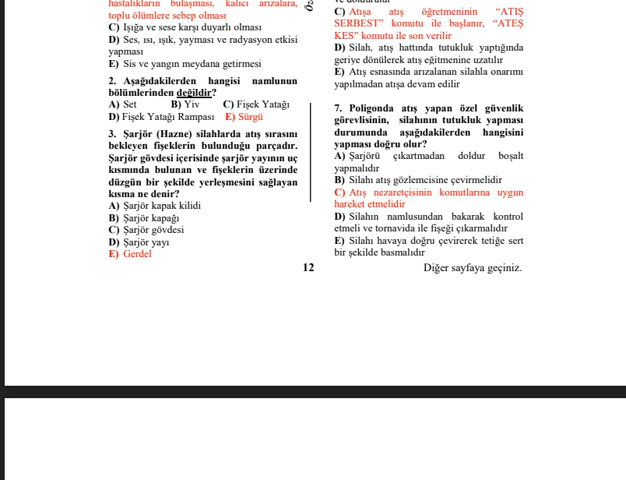 hastalıkların bulaşması, kalıcı arızalara,
toplu ölümlere sebep olması
C) Işığa ve sese karşı duyarlı olması
D) Ses, ısı, ışık, yayması ve radyasyon etkisi
yapması
E) Sis ve yangın meydana getirmesi
2. Aşağıdakilerden hangisi namlunun
bölümlerinden değildir?
A) Set B) Yiv C) Fişek Yatağı
D) Fişek Yatağı Rampası E) Sürgü
3. Şarjör (Hazne) silahlarda atış sırasını
bekleyen fişeklerin bulunduğu parçadır.
Şarjör gövdesi içerisinde şarjör yayının uç
kısmında bulunan ve fişeklerin üzerinde
düzgün bir şekilde yerleşmesini sağlayan
kısma ne denir?
A) Şarjör kapak kilidi
B) Şarjör kapağı
C) Şarjör gövdesi
D) Şarjör yayı
E) Gerdel
C) Atışa atış öğretmeninin “ATIŞ
SERBEST” komutu ile başlanır, “ATEŞ
KES” komutu ile son verilir
D) Silah, atış hattında tutukluk yaptığında
geriye dönülerek atış eğitmenine uzatılır
E) Atış esnasında arızalanan silahla onarımı
yapılmadan atışa devam edilir
7. Poligonda atış yapan özel güvenlik
görevlisinin, silahının tutukluk yapması
durumunda aşağıdakilerden hangisini
yapması doğru olur?
A) Şarjörü çıkartmadan doldur boşalt
yapmalıdır
B) Silahı atış gözlemcisine çevirmelidir
C) Atış nezaretçisinin komutlarına uygun
hareket etmelidir
D) Silahın namlusundan bakarak kontrol
etmeli ve tornavida ile fişeği çıkarmalıdır
E) Silahı havaya doğru çevirerek tetiğe sert
bir şekilde basmalıdır
12
Diğer sayfaya geçiniz.